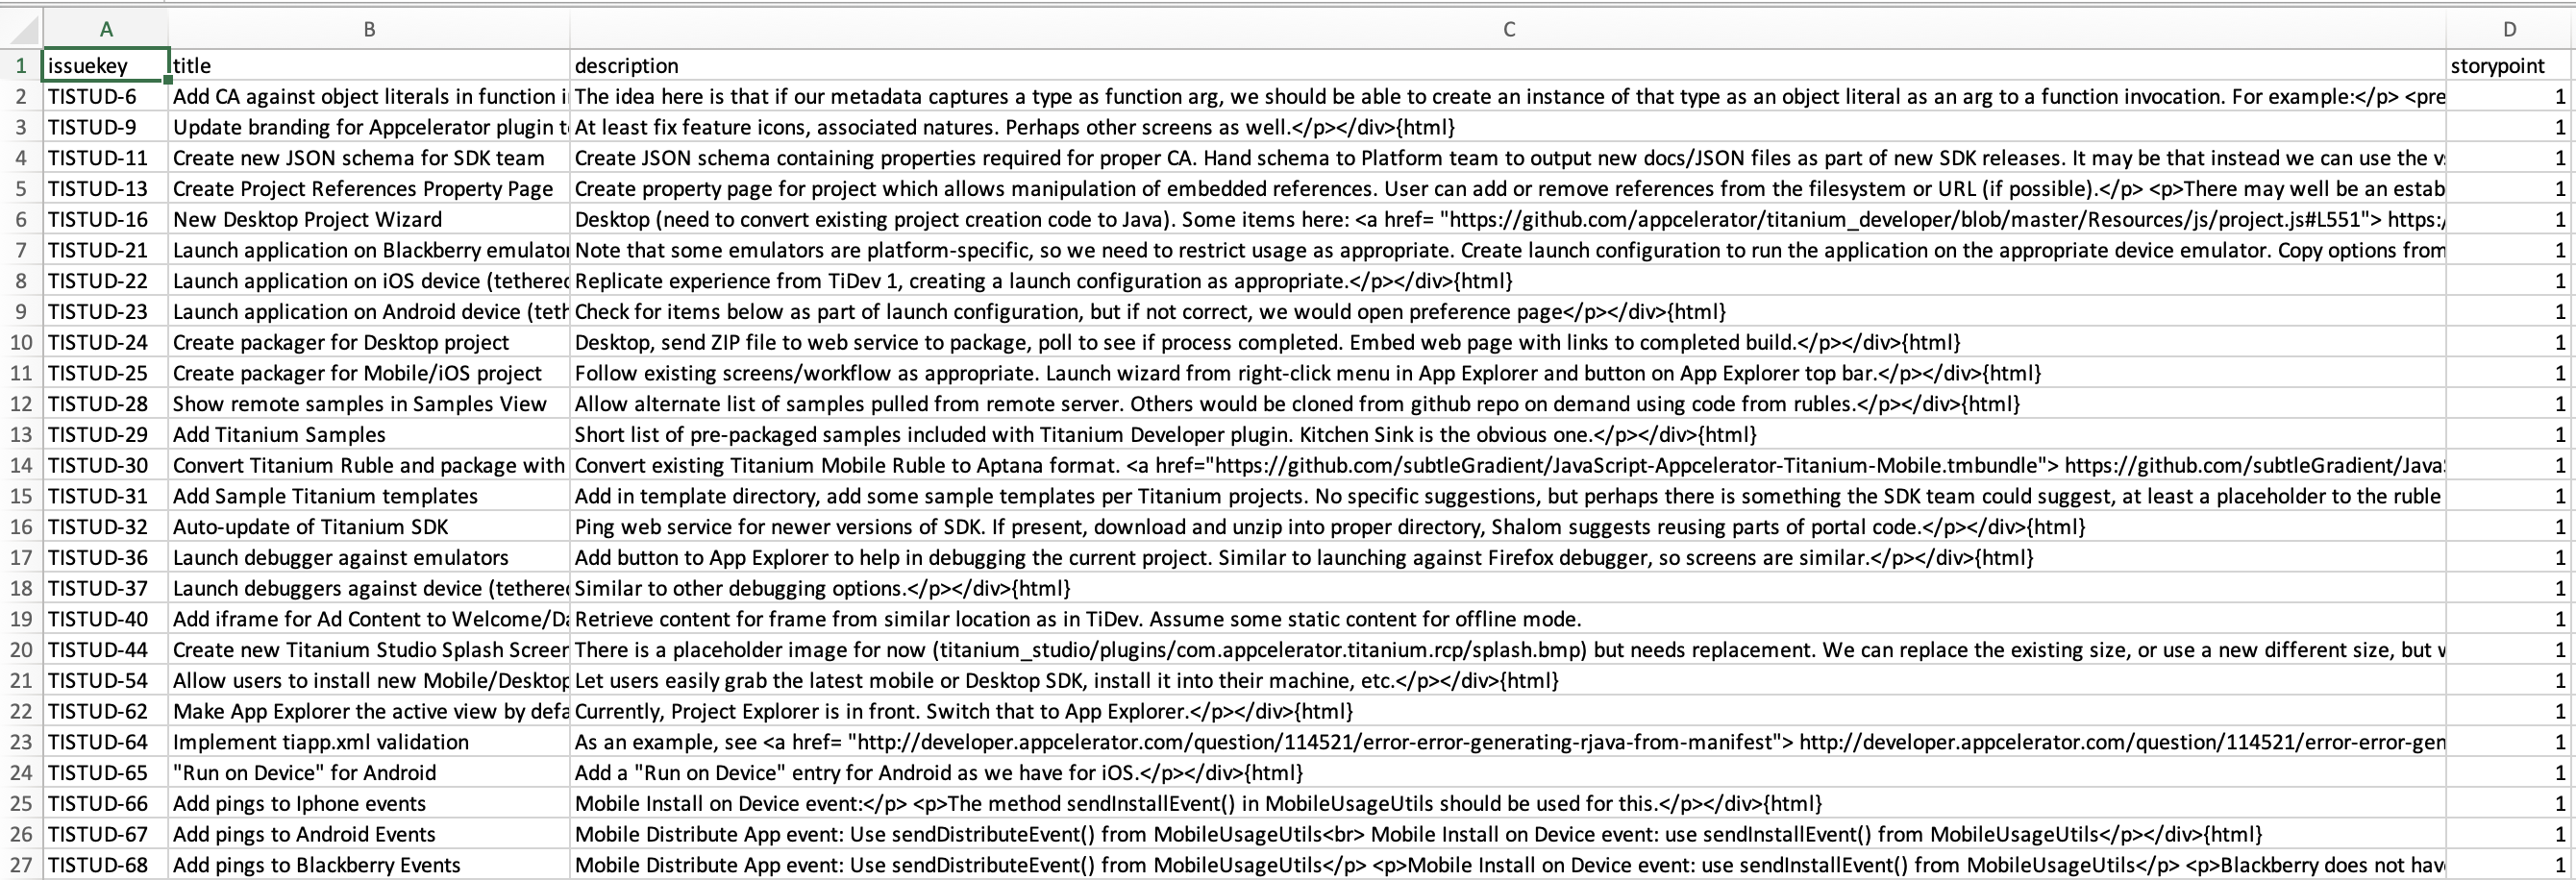 A B C D
1 issuekey title description storypoint
2 TISTUD-6 Add CA against object literals in function i The idea here is that if our metadata captures a type as function arg, we should be able to create an instance of that type as an object literal as an arg to a function invocation. For example:</p> <pre 1
3 TISTUD-9 Update branding for Appcelerator plugin t At least fix feature icons, associated natures. Perhaps other screens as well.</p></div>{html} 1
4 TISTUD-11 Create new JSON schema for SDK team Create JSON schema containing properties required for proper CA. Hand schema to Platform team to output new docs/JSON files as part of new SDK releases. It may be that instead we can use the v 1
5 TISTUD-13 Create Project References Property Page Create property page for project which allows manipulation of embedded references. User can add or remove references from the filesystem or URL (if possible).</p> <p>There may well be an estab 1
6 TISTUD-16 New Desktop Project Wizard Desktop (need to convert existing project creation code to Java). Some items here: <a href= "https://github.com/appcelerator/titanium_developer/blob/master/Resources/js/project.js#L551"> https:/ 1
7 TISTUD-21 Launch application on Blackberry emulator Note that some emulators are platform-specific, so we need to restrict usage as appropriate. Create launch configuration to run the application on the appropriate device emulator. Copy options from 1
8 TISTUD-22 Launch application on iOS device (tethered Replicate experience from TiDev 1, creating a launch configuration as appropriate.</p></div>{html} 1
9 TISTUD-23 Launch application on Android device (teth Check for items below as part of launch configuration, but if not correct, we would open preference page</p></div>{html} 1
10 TISTUD-24 Create packager for Desktop project Desktop, send ZIP file to web service to package, poll to see if process completed. Embed web page with links to completed build.</p></div>{html} 1
11 TISTUD-25 Create packager for Mobile/iOS project Follow existing screens/workflow as appropriate. Launch wizard from right-click menu in App Explorer and button on App Explorer top bar.</p></div>{html} 1
12 TISTUD-28 Show remote samples in Samples View Allow alternate list of samples pulled from remote server. Others would be cloned from github repo on demand using code from rubles.</p></div>{html} 1
13 TISTUD-29 Add Titanium Samples Short list of pre-packaged samples included with Titanium Developer plugin. Kitchen Sink is the obvious one.</p></div>{html} 1
14 TISTUD-30 Convert Titanium Ruble and package with Convert existing Titanium Mobile Ruble to Aptana format. <a href="https://github.com/subtleGradient/JavaScript-Appcelerator-Titanium-Mobile.tmbundle"> https://github.com/subtleGradient/Java 1
15 TISTUD-31 Add Sample Titanium templates Add in template directory, add some sample templates per Titanium projects. No specific suggestions, but perhaps there is something the SDK team could suggest, at least a placeholder to the ruble 1
16 TISTUD-32 Auto-update of Titanium SDK Ping web service for newer versions of SDK. If present, download and unzip into proper directory, Shalom suggests reusing parts of portal code.</p></div>{html} 1
17 TISTUD-36 Launch debugger against emulators Add button to App Explorer to help in debugging the current project. Similar to launching against Firefox debugger, so screens are similar.</p></div>{html} 1
18 TISTUD-37 Launch debuggers against device (tethere Similar to other debugging options.</p></div>{html} 1
19 TISTUD-40 Add iframe for Ad Content to Welcome/Da Retrieve content for frame from similar location as in TiDev. Assume some static content for offline mode. 1
20 TISTUD-44 Create new Titanium Studio Splash Screen There is a placeholder image for now (titanium_studio/plugins/com.appcelerator.titanium.rcp/splash.bmp) but needs replacement. We can replace the existing size, or use a new different size, but 1
21 TISTUD-54 Allow users to install new Mobile/Desktop Let users easily grab the latest mobile or Desktop SDK, install it into their machine, etc.</p></div>{html} 1
22 TISTUD-62 Make App Explorer the active view by defa Currently, Project Explorer is in front. Switch that to App Explorer.</p></div>{html} 1
23 TISTUD-64 Implement tiapp.xml validation As an example, see <a href= "http://developer.appcelerator.com/question/114521/error-error-generating-rjava-from-manifest"> http://developer.appcelerator.com/question/114521/error-error-gen 1
24 TISTUD-65 "Run on Device" for Android Add a "Run on Device" entry for Android as we have for iOS.</p></div>{html} 1
25 TISTUD-66 Add pings to Iphone events Mobile Install on Device event:</p> <p>The method sendInstallEvent() in MobileUsageUtils should be used for this.</p></div>{html} 1
26 TISTUD-67 Add pings to Android Events Mobile Distribute App event: Use sendDistributeEvent() from MobileUsageUtils<br> Mobile Install on Device event: use sendInstallEvent() from MobileUsageUtils</p></div>{html} 1
27 TISTUD-68 Add pings to Blackberry Events Mobile Distribute App event: Use sendDistributeEvent() from MobileUsageUtils</p> <p>Mobile Install on Device event: use sendInstallEvent() from MobileUsageUtils</p> <p>Blackberry does not hav 1